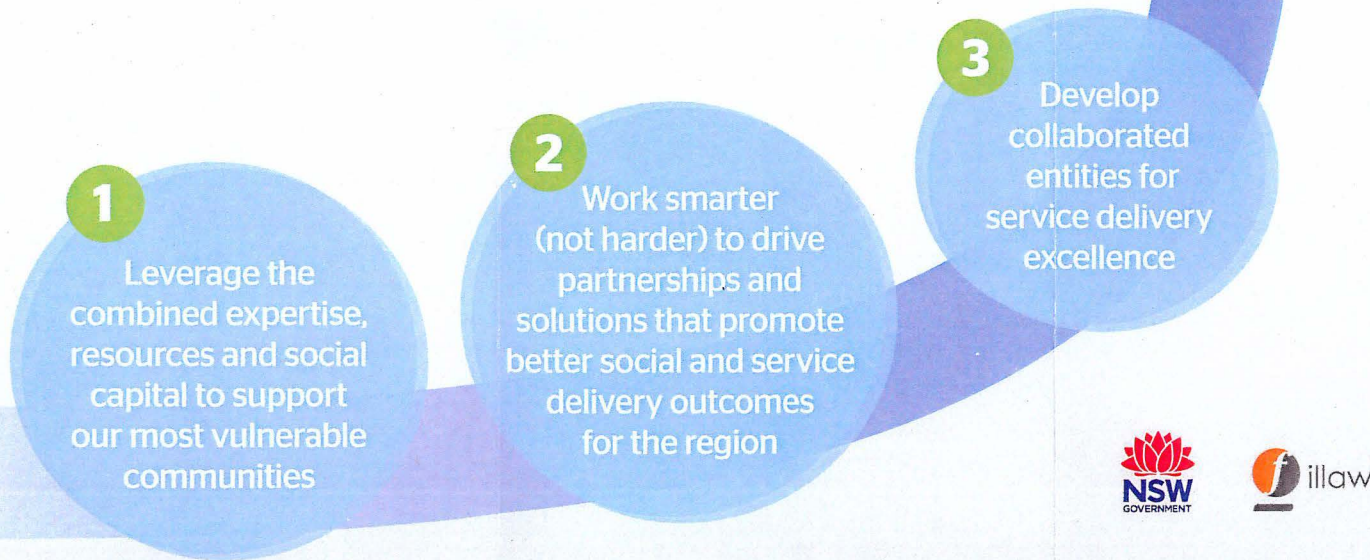 1
Leverage the
combined expertise,
resources and social
capital to support
our most vulnerable
communities
2
Work smarter
(not harder) to drive
partnerships and
solutions that promote
better social and service
delivery outcomes
for the region
3
Develop
collaborated
entities for
service delivery
excellence
NSW
GOVERNMENT
f illaw